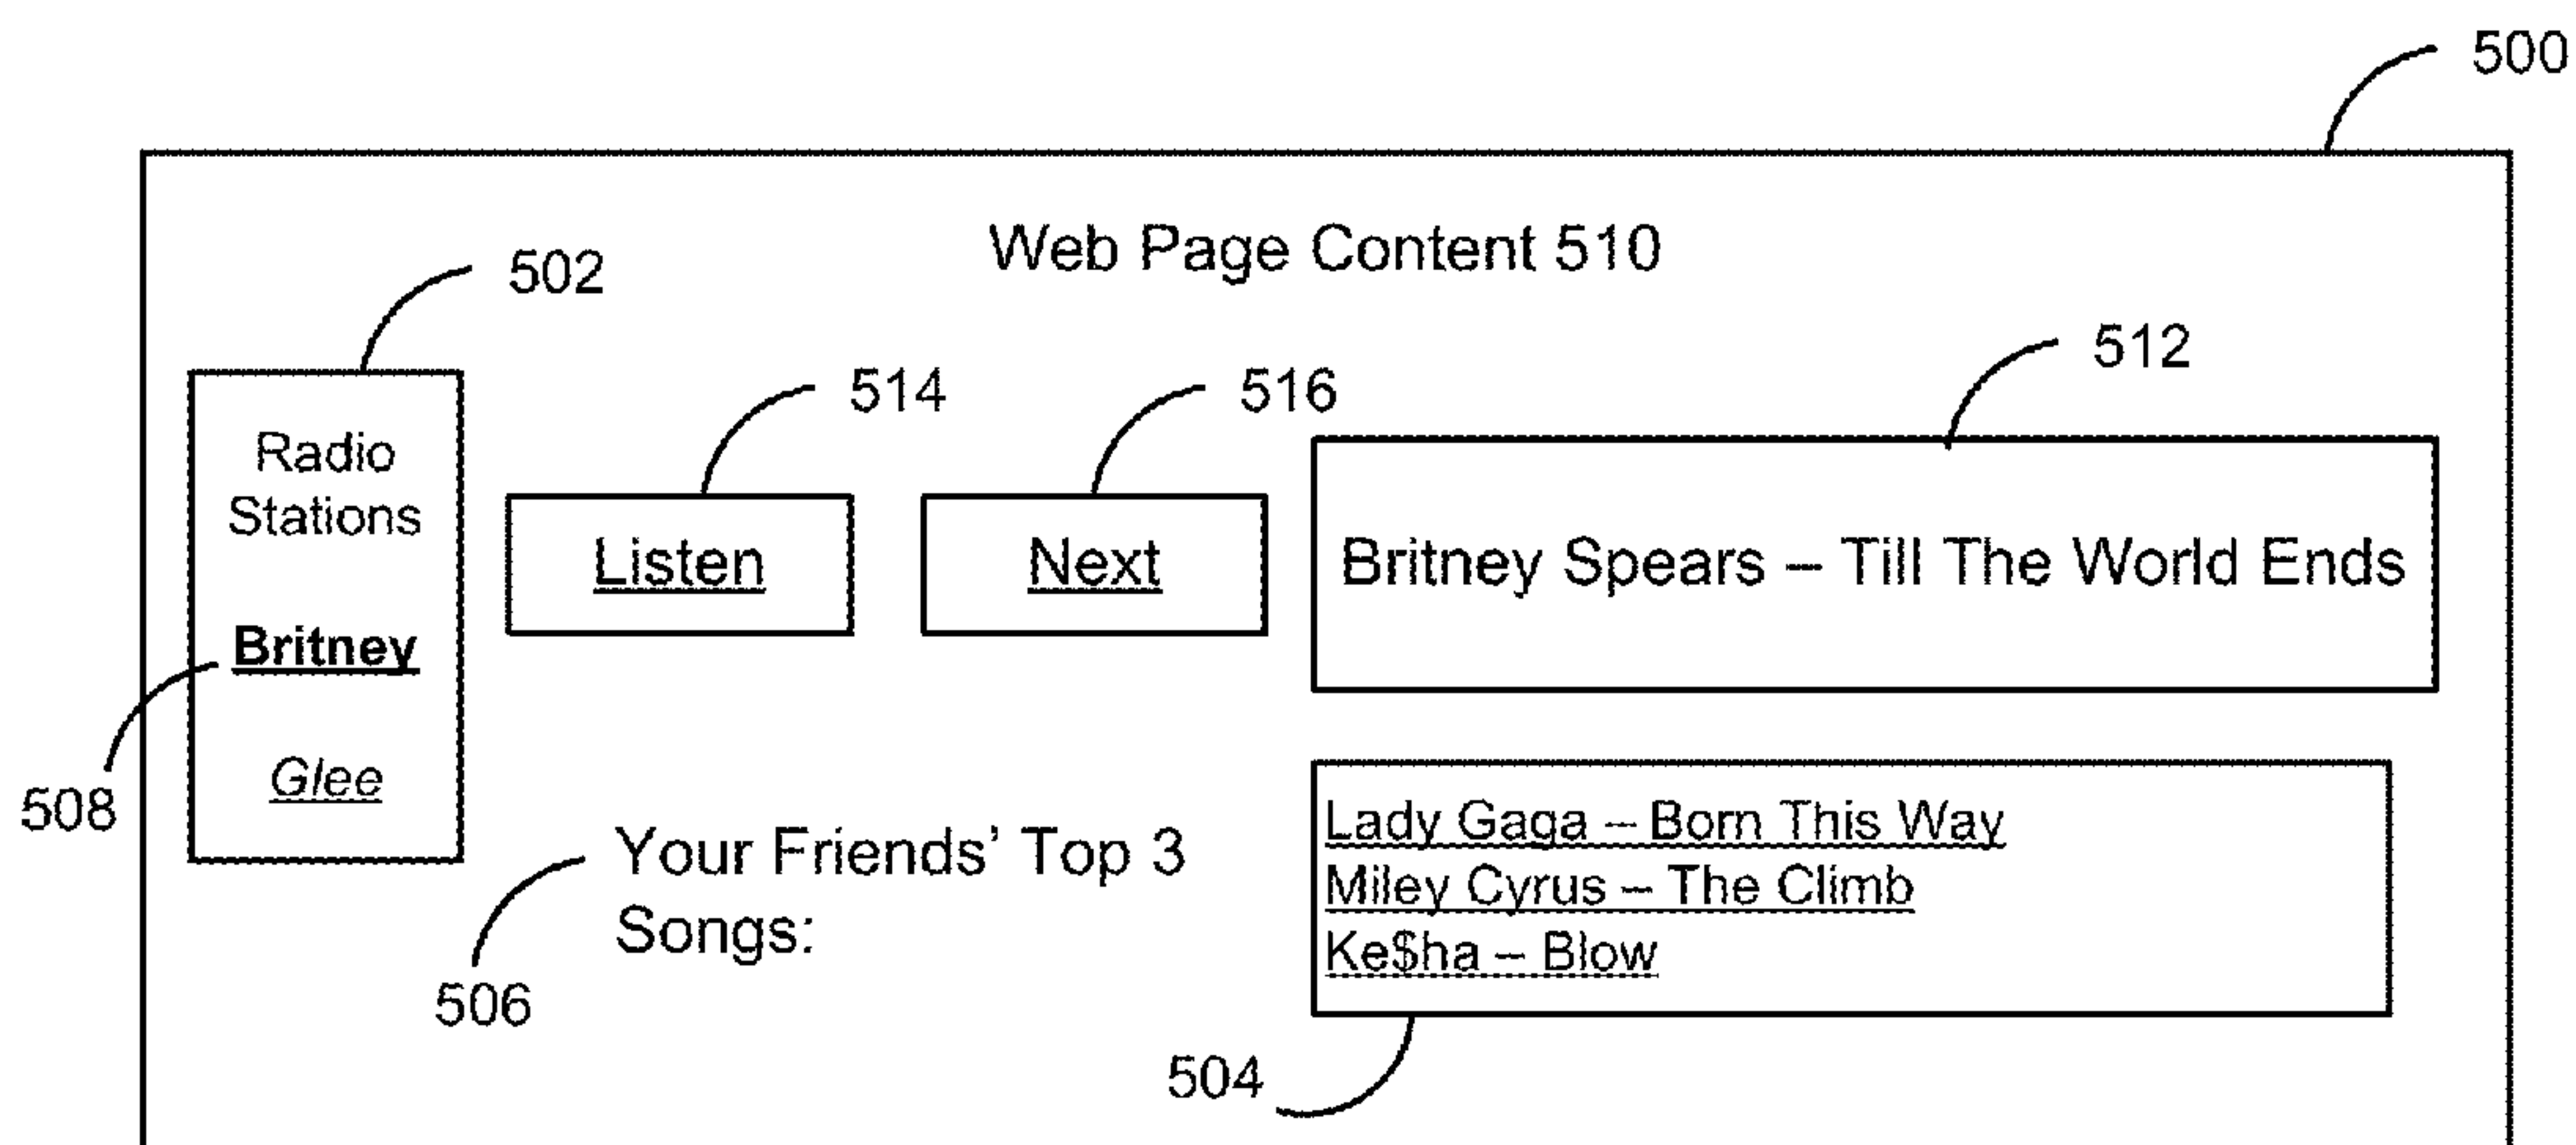 500
Web Page Content 510
502
512
514
516
Radio
Stations
Britney
Glee
508
Listen
Next
Britney Spears – Till The World Ends
Your Friends' Top 3
Songs:
506
Lady Gaga – Born This Way
Miley Cyrus – The Climb
Ke$ha – Blow
504